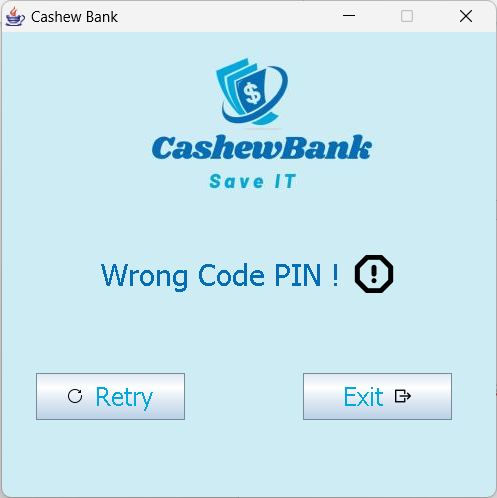 Cashew Bank
$
CashewBank
Save IT
Wrong Code PIN !
Retry
Exit